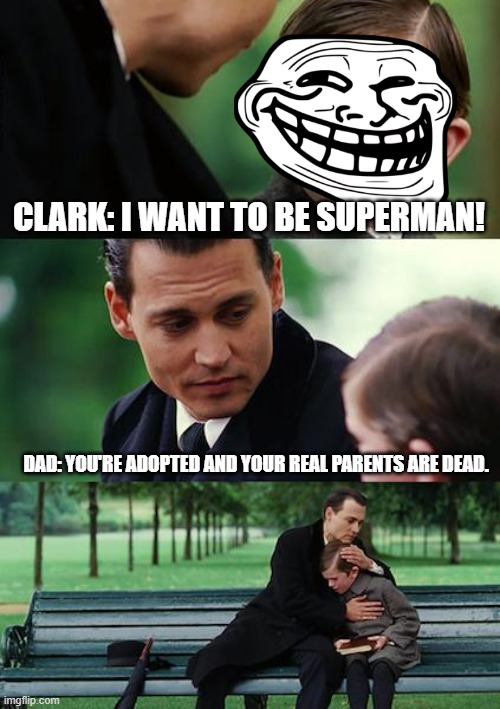 CLARK: I WANT TO BE SUPERMAN!
DAD: YOU'RE ADOPTED AND YOUR REAL PARENTS ARE DEAD.
imgflip.com